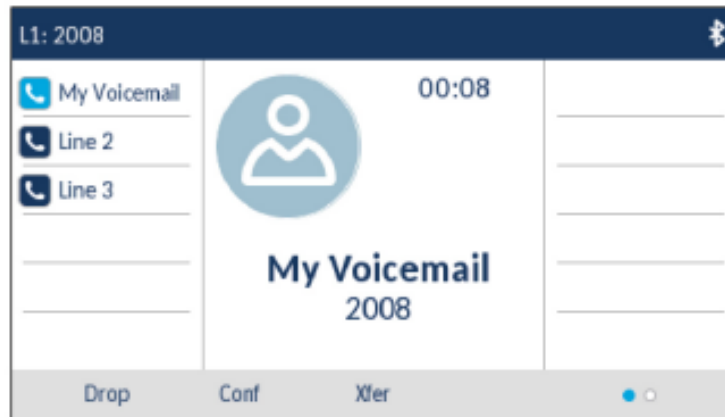 L1: 2008
My Voicemail
Line 2
Line 3
00:08
My Voicemail
2008
Drop Conf Xfer